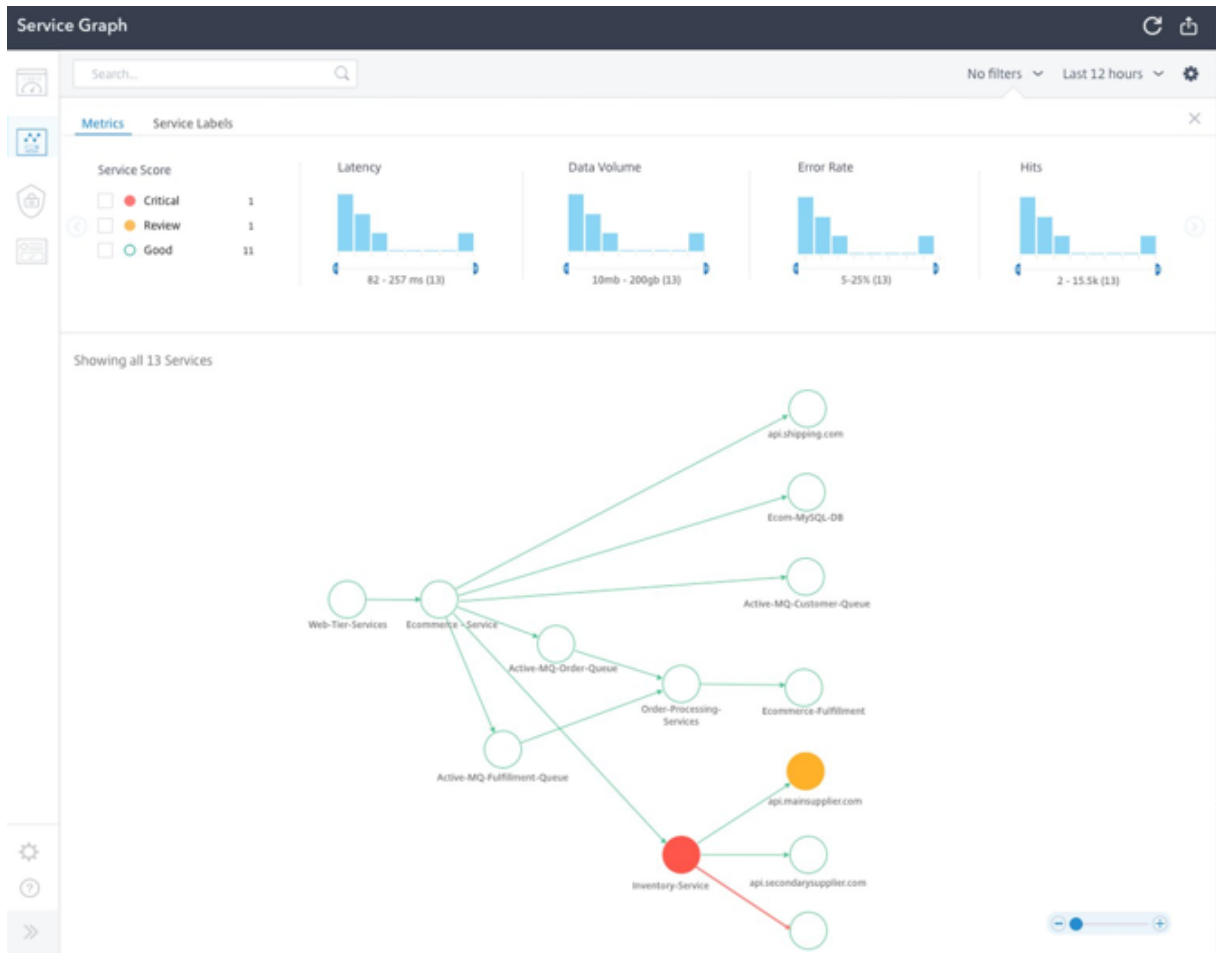 Service Graph
Search...
No filters
Last 12 hours
Metrics
Service Labels
Service Score
Critical 1
Review 1
Good 11
Latency
82 - 257 ms (13)
Data Volume
10mb - 200gb (13)
Error Rate
5-25% (13)
Hits
2 - 15.5k (13)
Showing all 13 Services
api.shipping.com
Ecom-MySQL-DB
Active-MQ-Customer-Queue
Web-Tier-Services
Ecommerce - Service
Active-MQ-Order-Queue
Order-Processing-
Services
Ecommerce-Fulfillment
Active-MQ-Fulfillment-Queue
api.mainsupplier.com
Inventory-Service
api.secondarysupplier.com